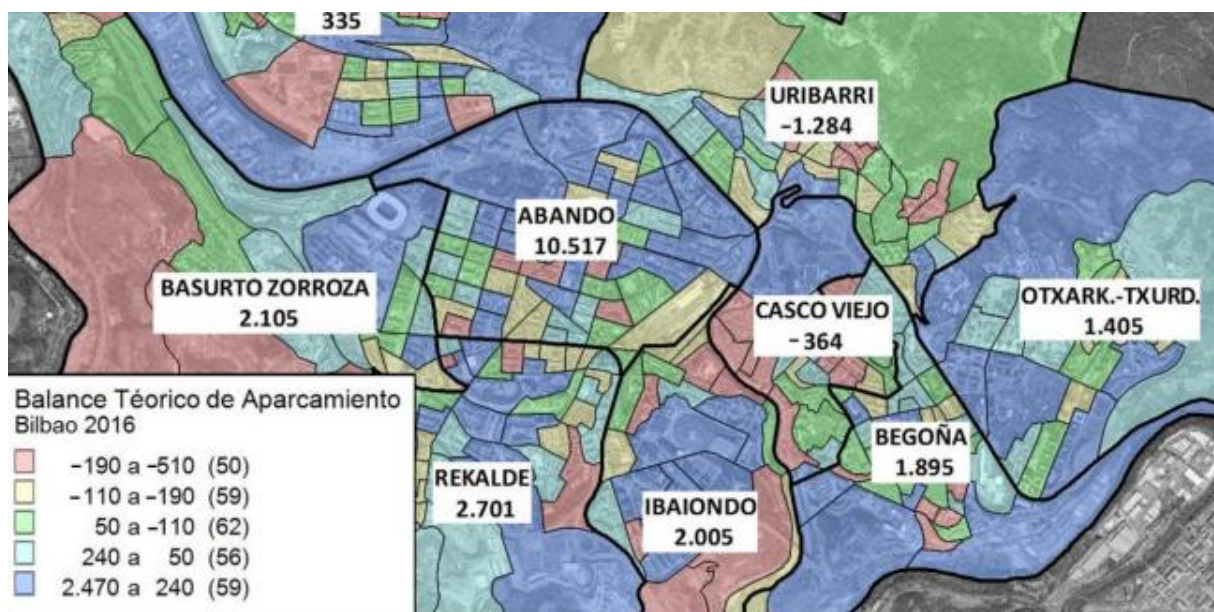 335
URIBARRI
−1.284
ABANDO
10.517
BASURTO ZORROZA
2.105
CASCO VIEJO
−364
OTXARK.-TXURD.
1.405
BEGOÑA
1.895
REKALDE
2.701
IBAIONDO
2.005
Balance Téorico de Aparcamiento
Bilbao 2016
−190 a −510 (50)
−110 a −190 (59)
50 a −110 (62)
240 a 50 (56)
2.470 a 240 (59)